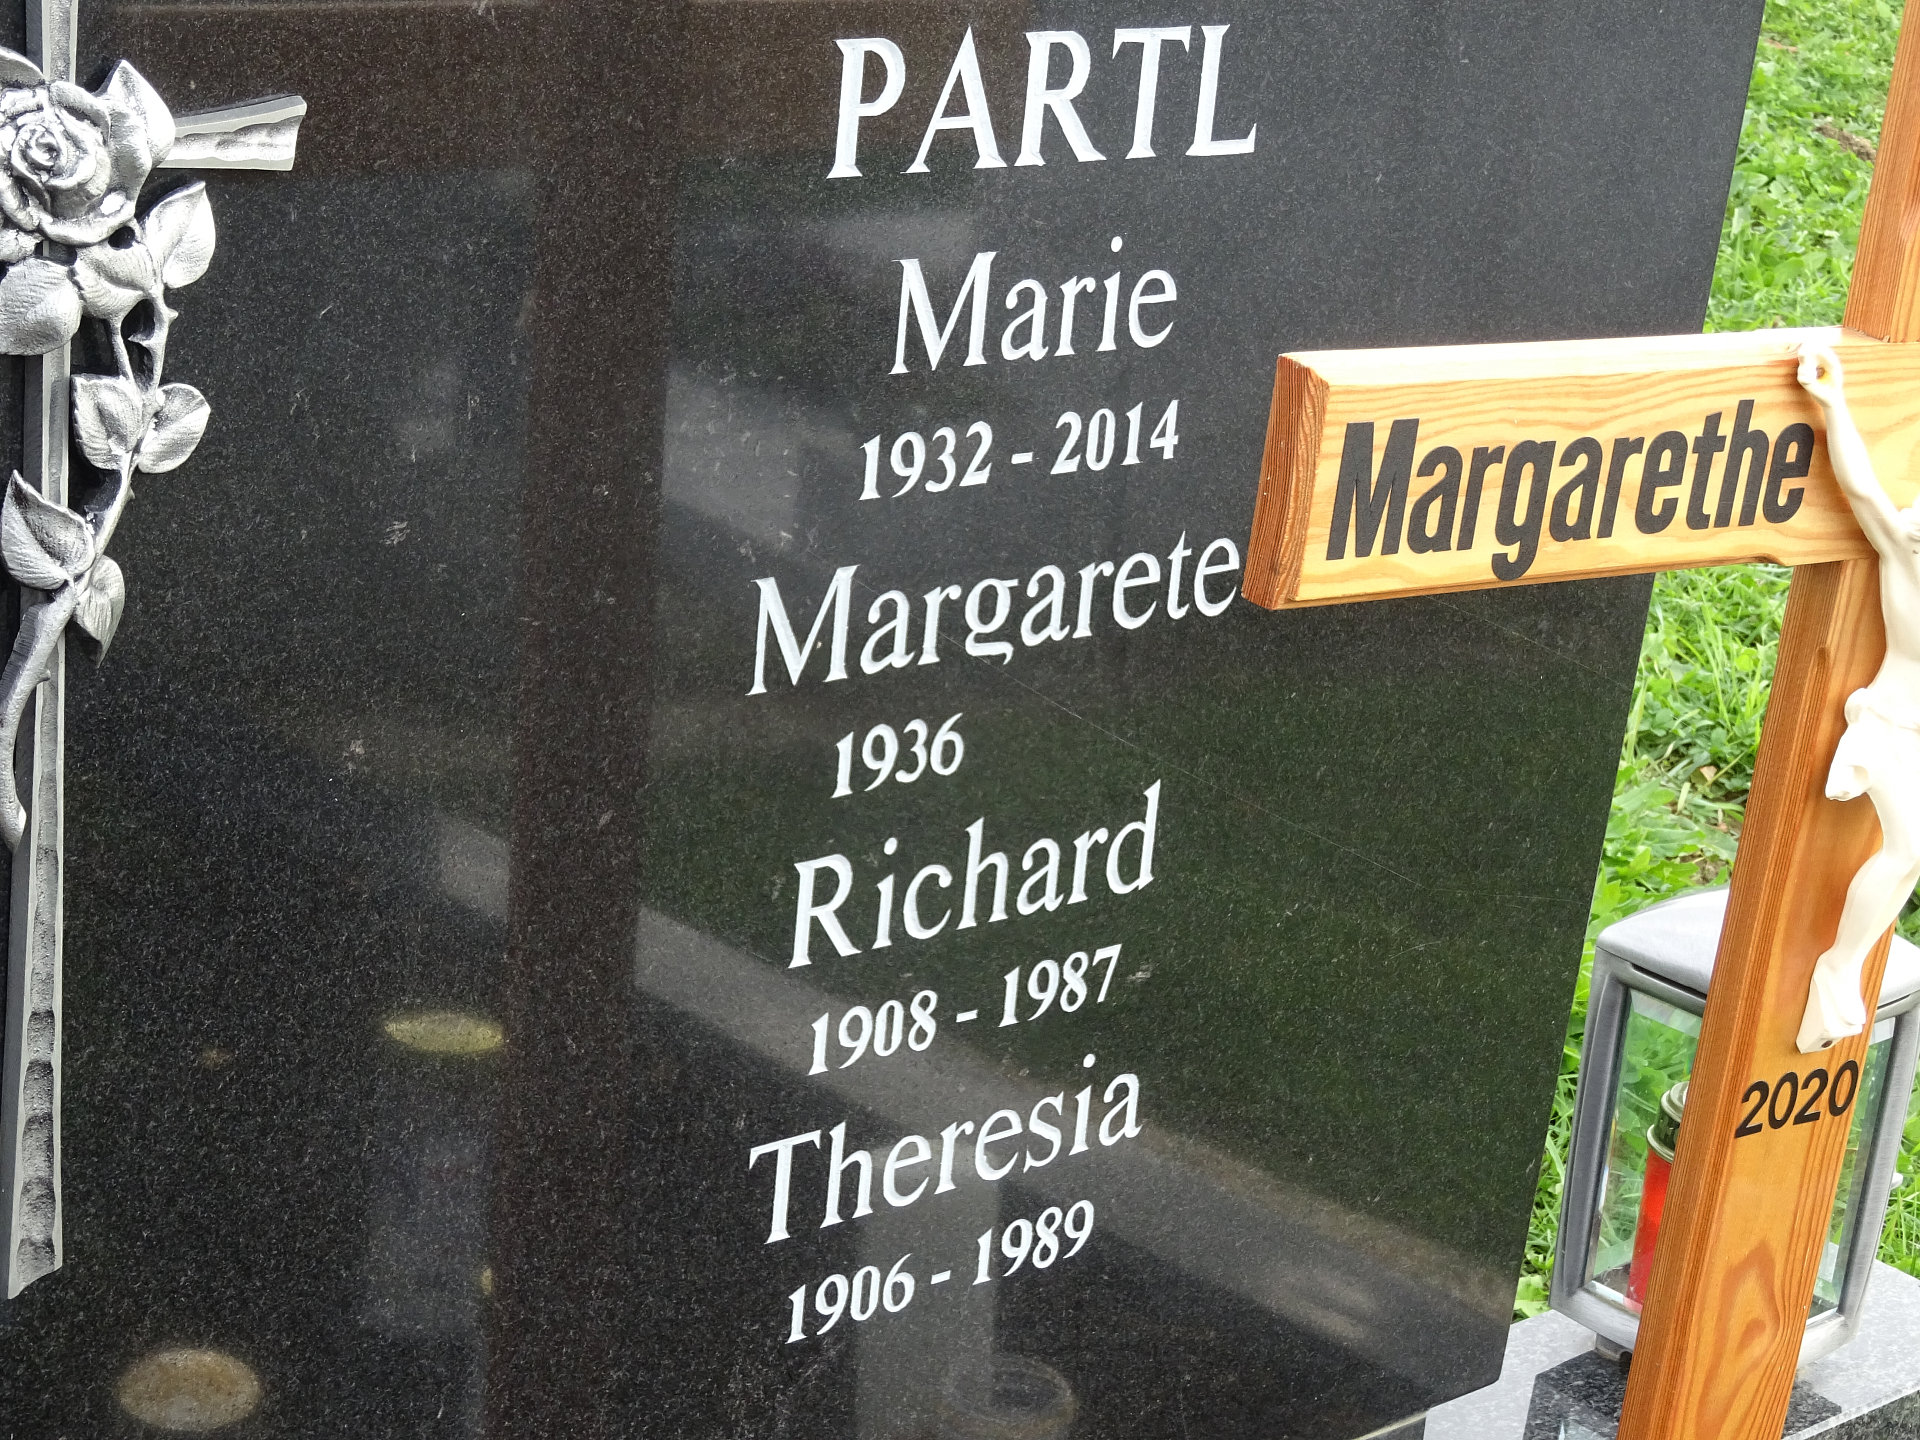 PARTL
Marie
1932 - 2014
Margarete
1936
Richard
1908 - 1987
Theresia
1906 - 1989
Margarethe
2020